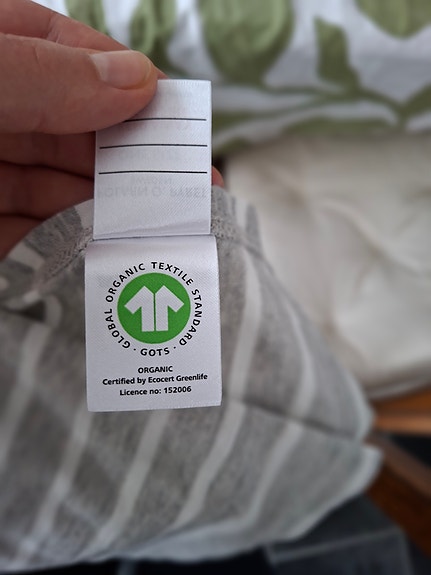 GLOBAL ORGANIC TEXTILE STANDARD · GOTS ·
ORGANIC
Certified by Ecocert Greenlife
Licence no: 152006